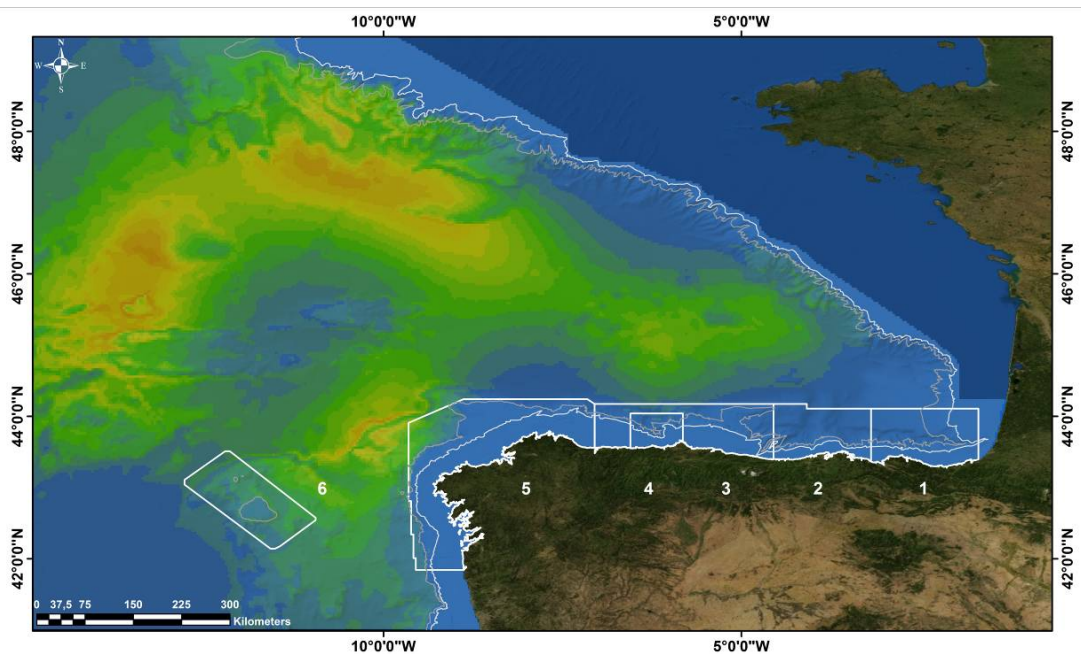 10°0'0"W 5°0'0"W
N
W E
S
48°0'0"N 48°0'0"N
46°0'0"N 46°0'0"N
44°0'0"N 44°0'0"N
6 5 4 3 2 1
42°0'0"N 42°0'0"N
0 37,5 75 150 225 300
Kilometers
10°0'0"W 5°0'0"W